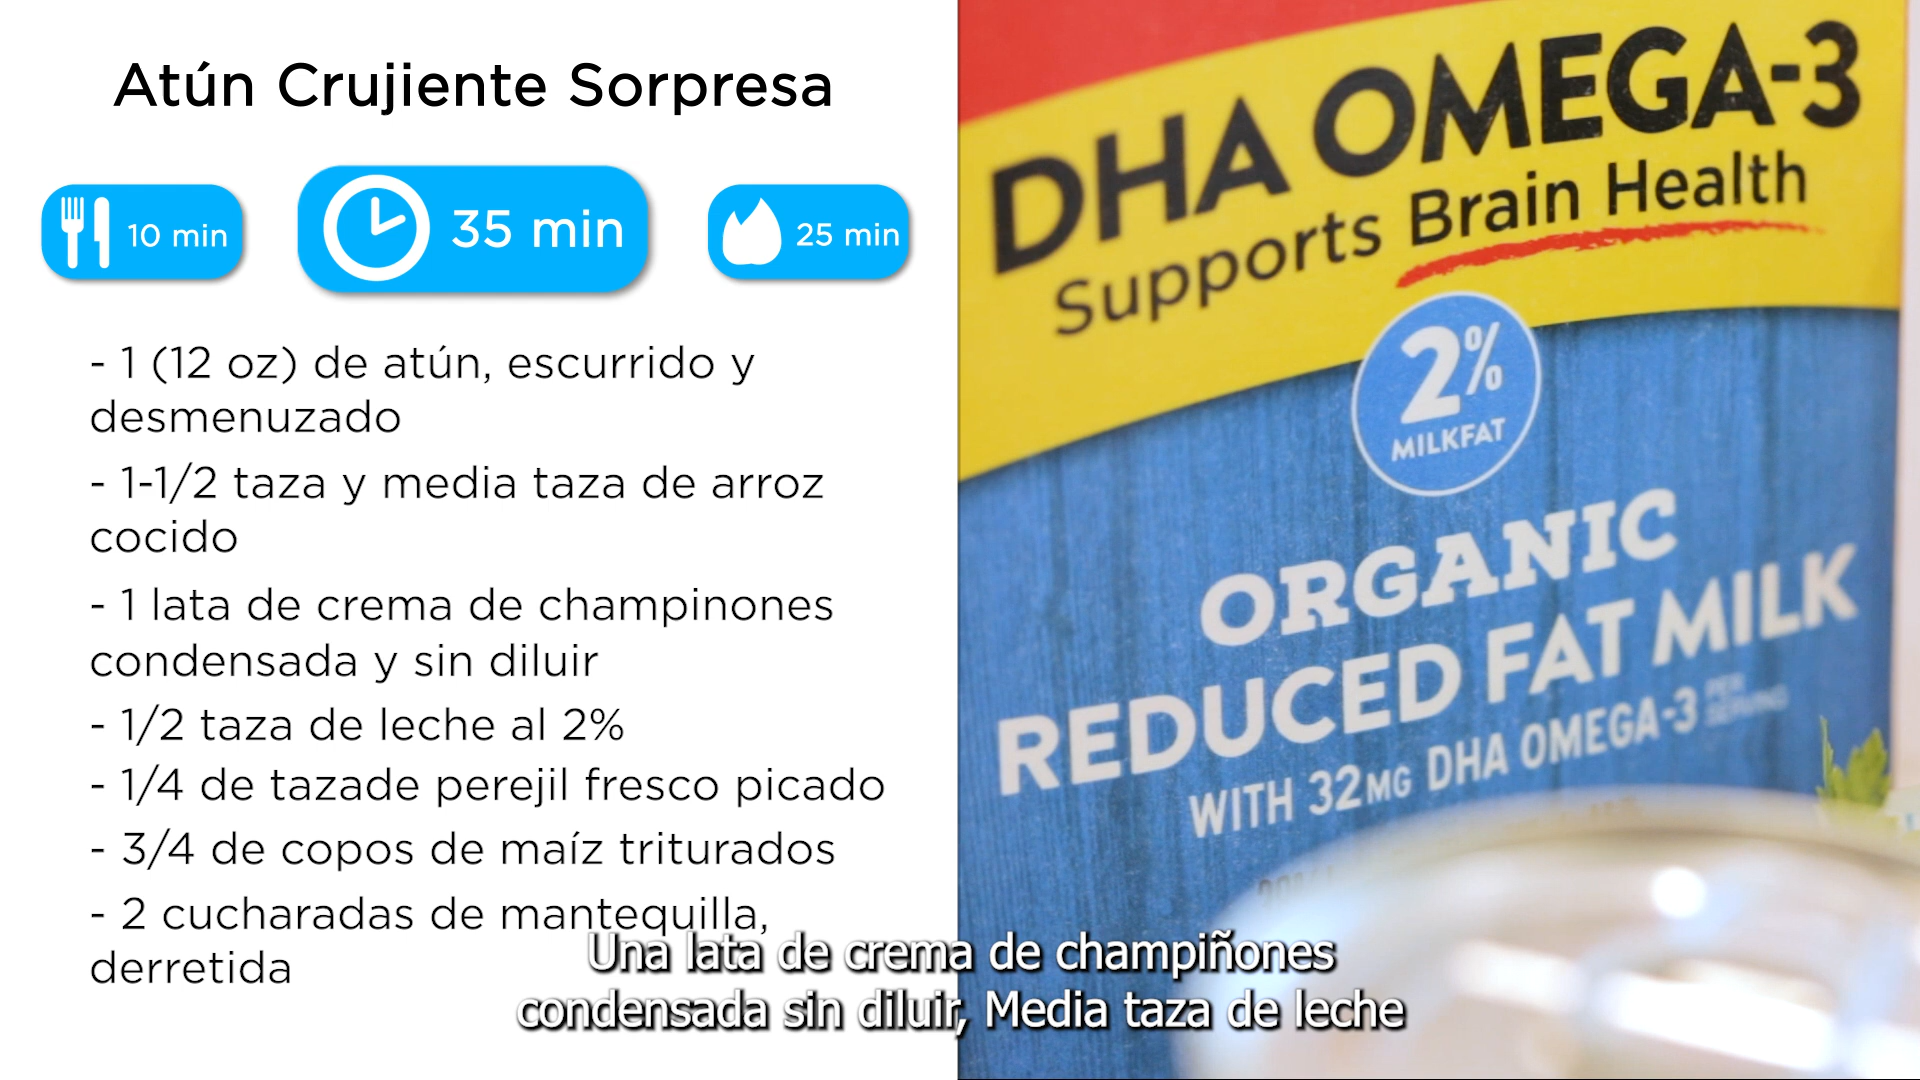 Atún Crujiente Sorpresa
10 min
35 min
25 min
- 1 (12 oz) de atún, escurrido y
desmenuzado
- 1-1/2 taza y media taza de arroz
cocido
- 1 lata de crema de champinones
condensada y sin diluir
- 1/2 taza de leche al 2%
- 1/4 de tazade perejil fresco picado
- 3/4 de copos de maíz triturados
- 2 cucharadas de mantequilla,
derretida
DHA OMEGA-3
Supports Brain Health
2%
MILKFAT
ORGANIC
REDUCED FAT MILK
WITH 32MG DHA OMEGA-3 PER
SERVING
Una lata de crema de champiñones
condensada sin diluir, Media taza de leche